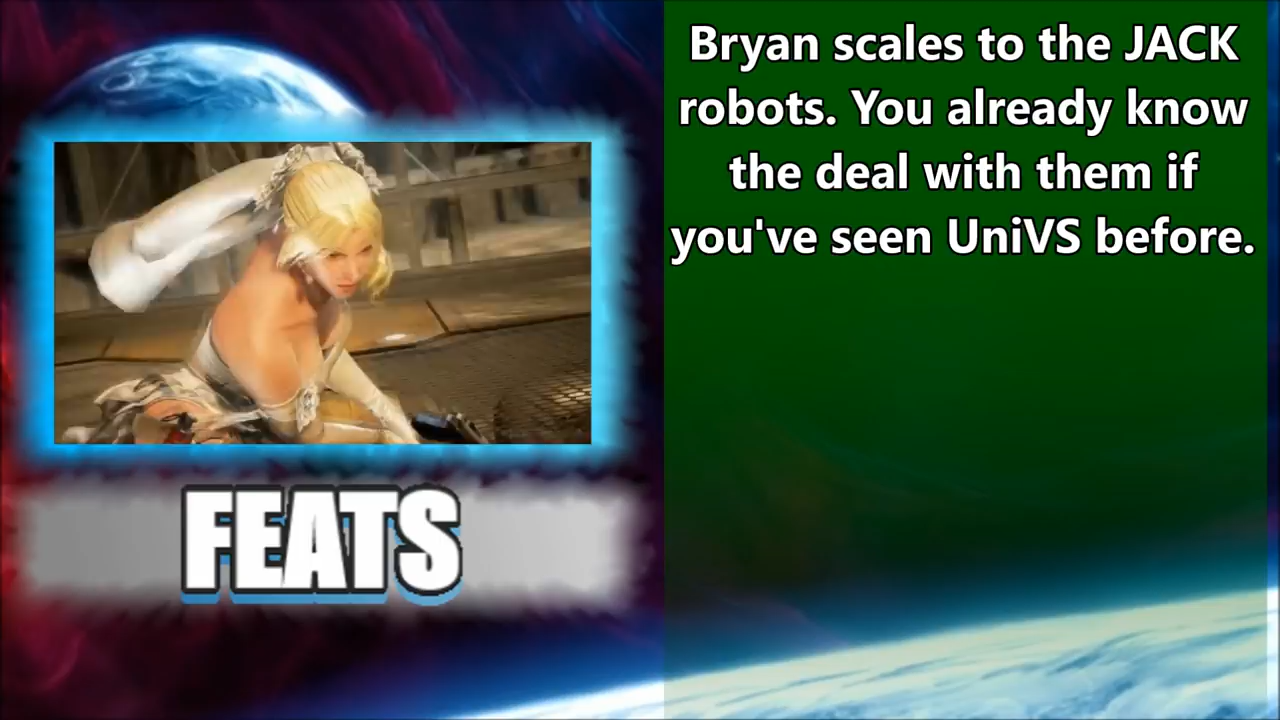 Bryan scales to the JACK
robots. You already know
the deal with them if
you've seen UniVS before.
FEATS